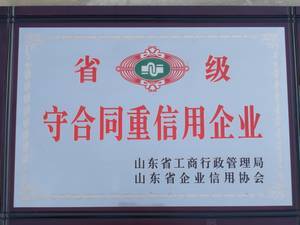 省级
守合同重信用企业
山东省工商行政管理局
山东省企业信用协会